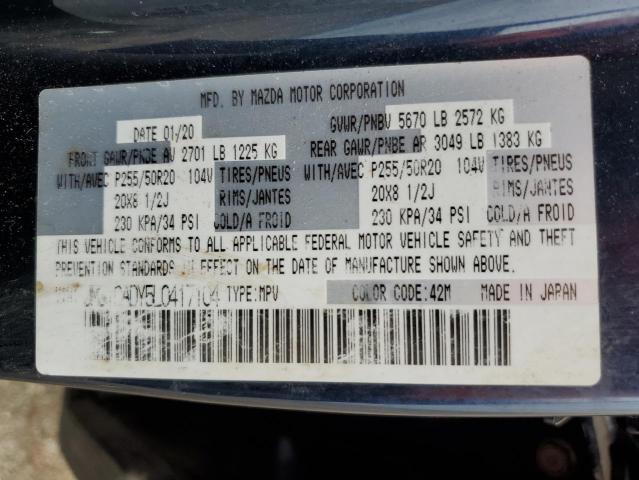 MFD. BY MAZDA MOTOR CORPORATION
DATE 01/20 GVWR/PNBV 5670 LB 2572 KG
FRONT GAWR/PNBE AV 2701 LB 1225 KG REAR GAWR/PNBE AR 3049 LB 1383 KG
WITH/AVEC P255/50R20 104V TIRES/PNEUS WITH/AVEC P255/50R20 104V TIRES/PNEUS
20X8 1/2J RIMS/JANTES 20X8 1/2J RIMS/JANTES
230 KPA/34 PSI COLD/A FROID 230 KPA/34 PSI COLD/A FROID
THIS VEHICLE CONFORMS TO ALL APPLICABLE FEDERAL MOTOR VEHICLE SAFETY AND THEFT
PREVENTION STANDARDS IN EFFECT ON THE DATE OF MANUFACTURE SHOWN ABOVE.
TYPE:MPV COLOR CODE:42M MADE IN JAPAN